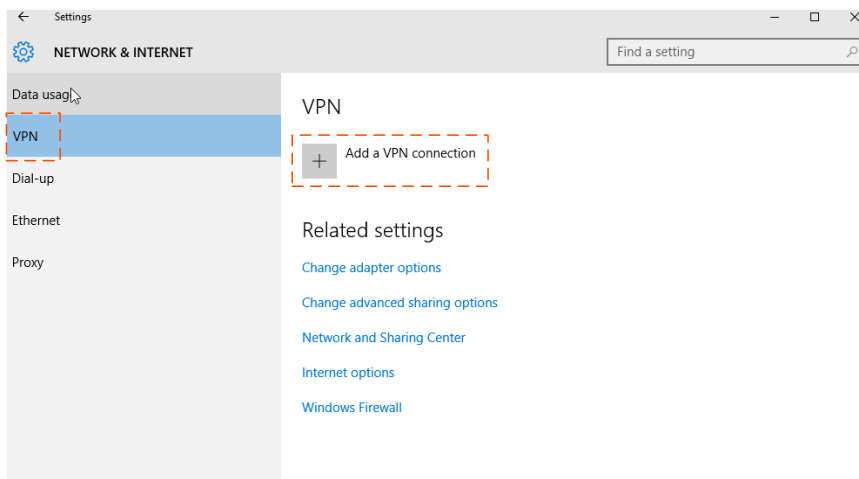 Settings
NETWORK & INTERNET
Find a setting
Data usage
VPN
Dial-up
Ethernet
Proxy
VPN
Add a VPN connection
Related settings
Change adapter options
Change advanced sharing options
Network and Sharing Center
Internet options
Windows Firewall